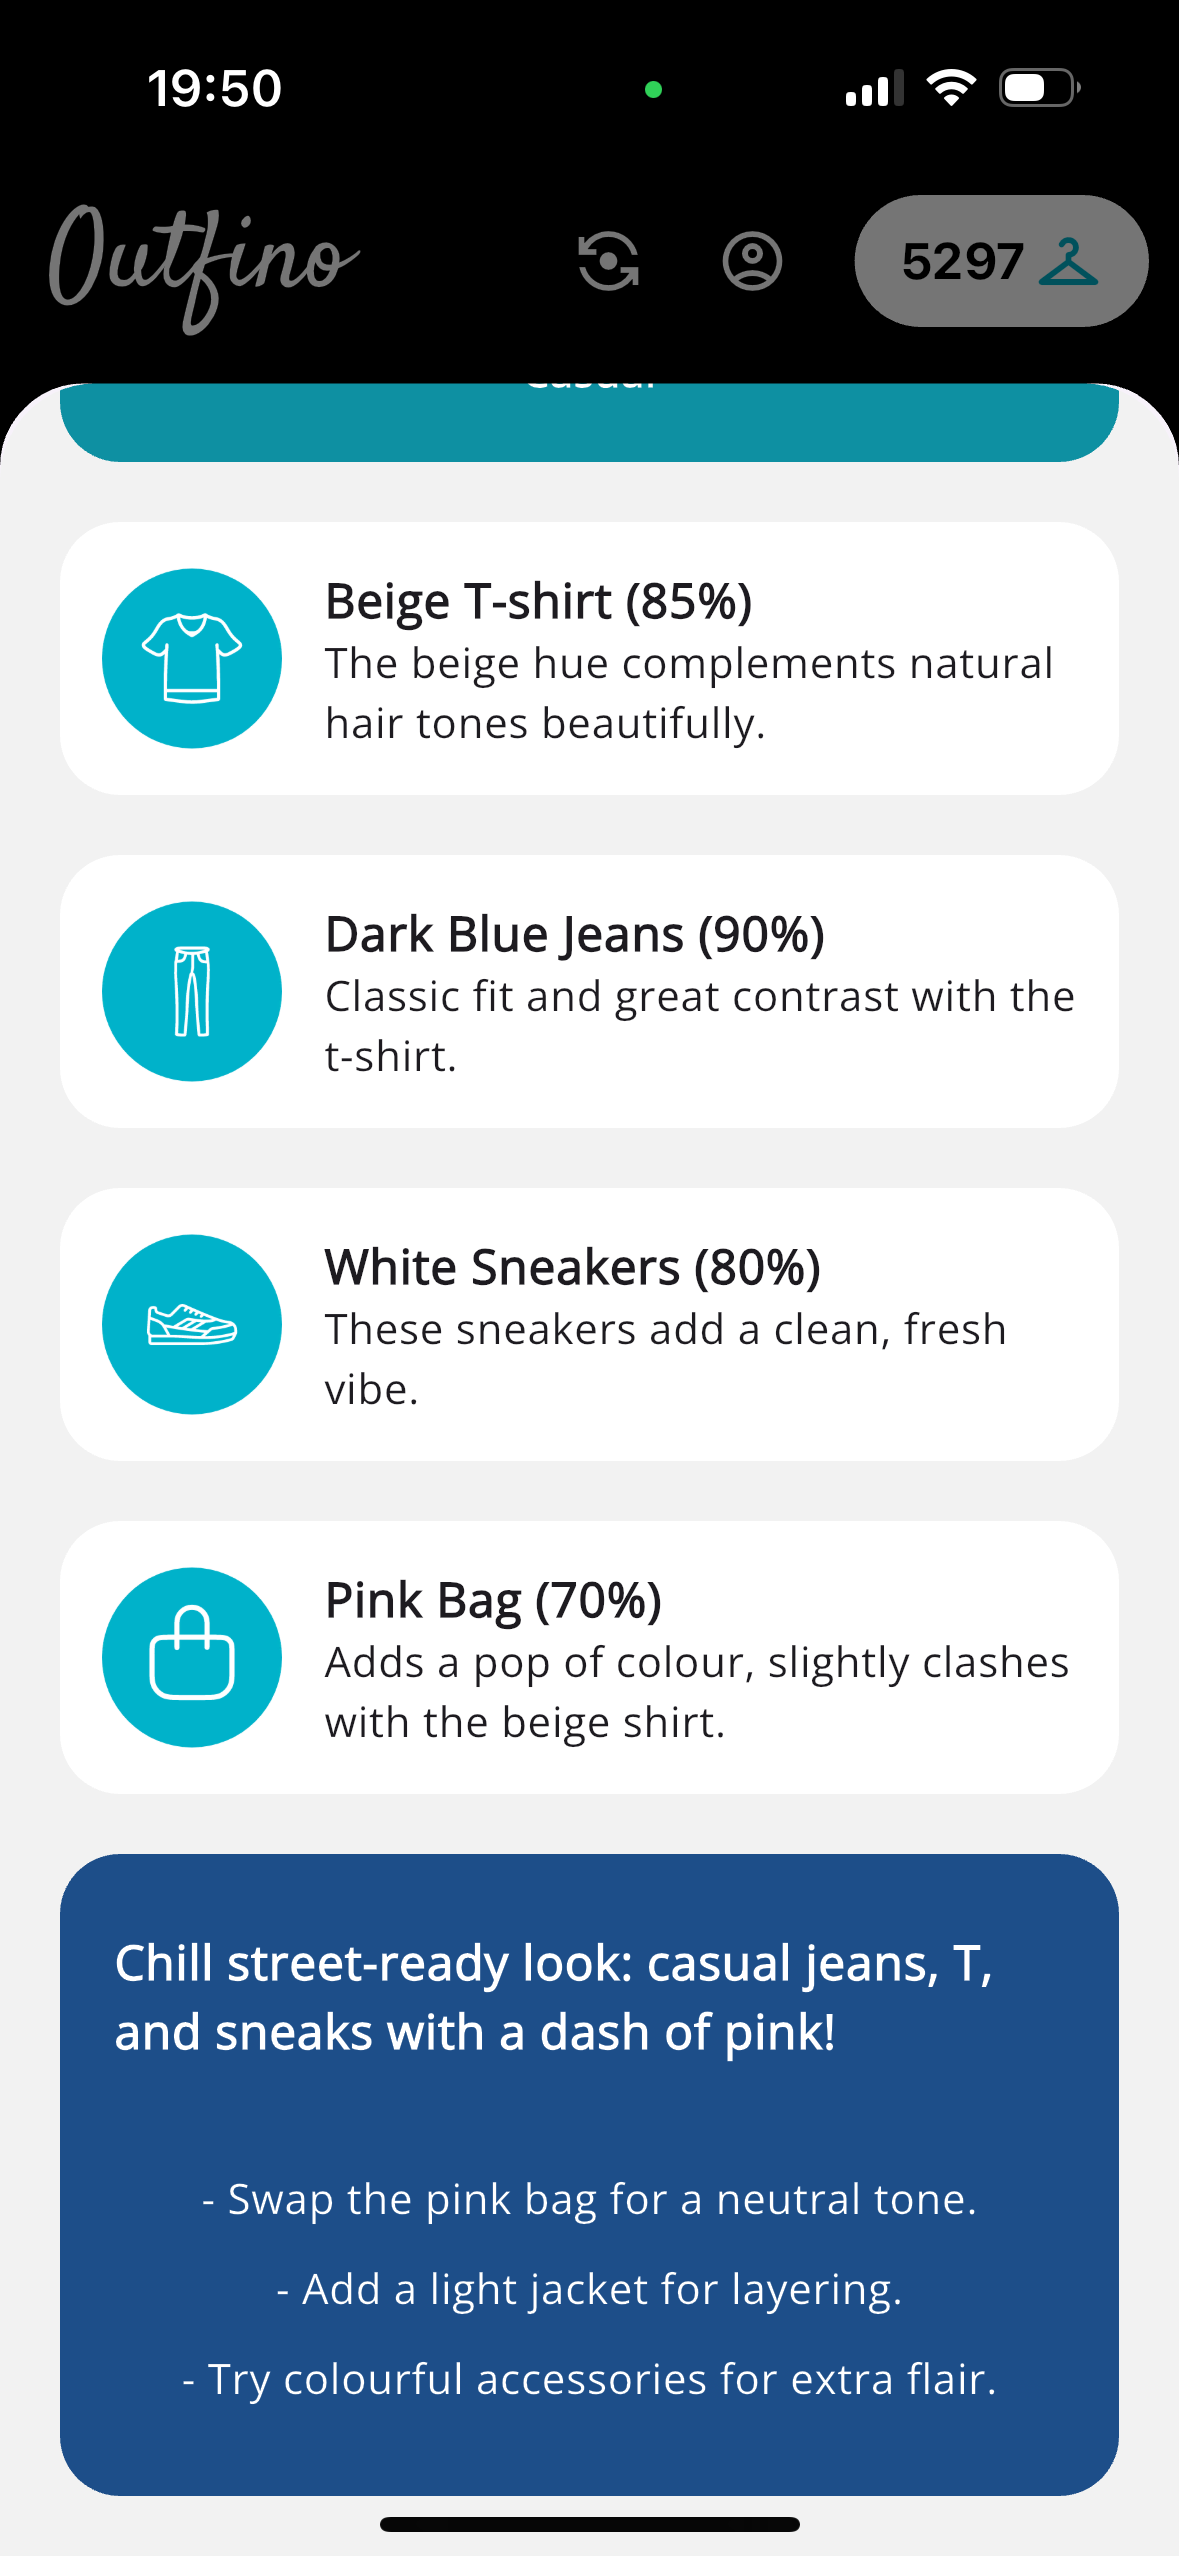 19:50
Outfino
5297
Casual
Beige T-shirt (85%)
The beige hue complements natural
hair tones beautifully.
Dark Blue Jeans (90%)
Classic fit and great contrast with the
t-shirt.
White Sneakers (80%)
These sneakers add a clean, fresh
vibe.
Pink Bag (70%)
Adds a pop of colour, slightly clashes
with the beige shirt.
Chill street-ready look: casual jeans, T,
and sneaks with a dash of pink!
- Swap the pink bag for a neutral tone.
- Add a light jacket for layering.
- Try colourful accessories for extra flair.